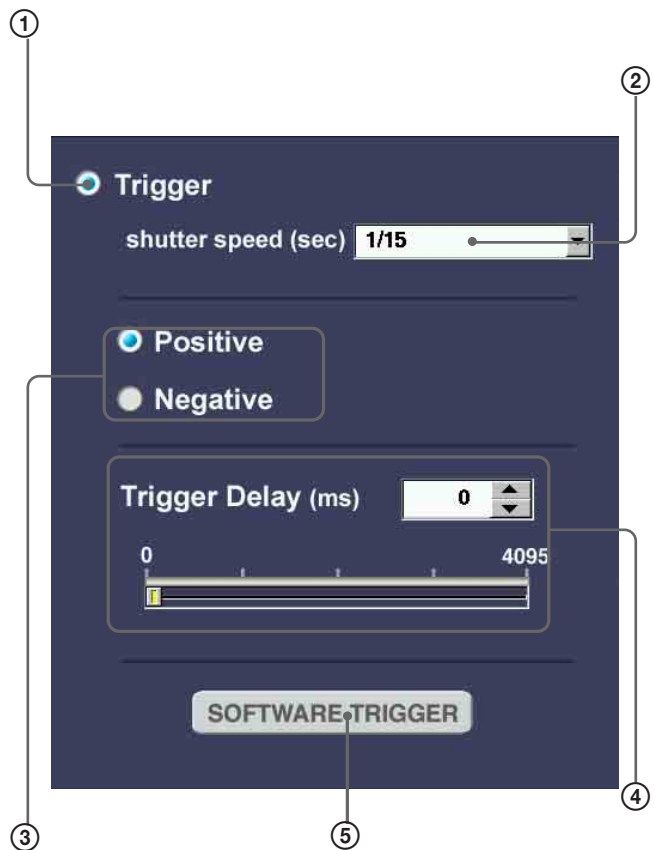 ①
②
Trigger
shutter speed (sec) 1/15
Positive
Negative
Trigger Delay (ms) 0
0 4095
SOFTWARE TRIGGER
③
⑤
④